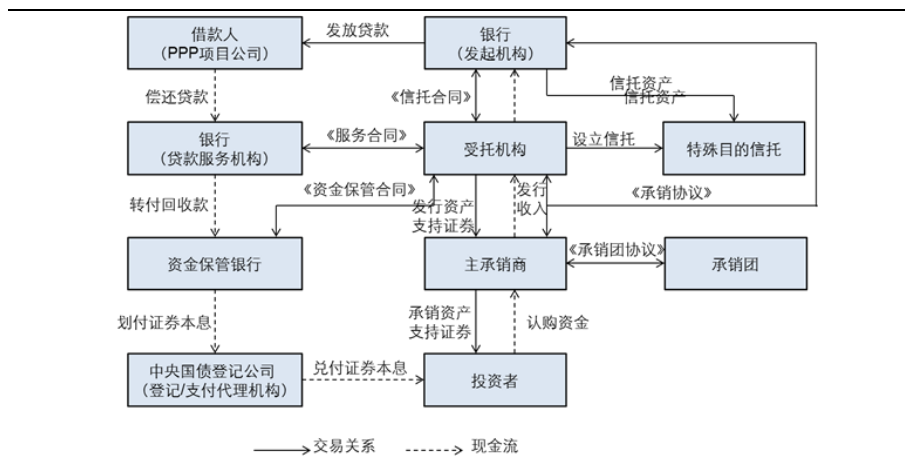 借款人
（PPP项目公司）
发放贷款
银行
（发起机构）
偿还贷款
《信托合同》
信托资产
信托资产
银行
（贷款服务机构）
《服务合同》
受托机构
设立信托
特殊目的信托
转付回收款
《资金保管合同》
发行资产
支持证券
发行
收入
《承销协议》
资金保管银行
主承销商
《承销团协议》
承销团
划付证券本息
承销资产
支持证券
认购资金
中央国债登记公司
（登记/支付代理机构）
兑付证券本息
投资者
交易关系
现金流